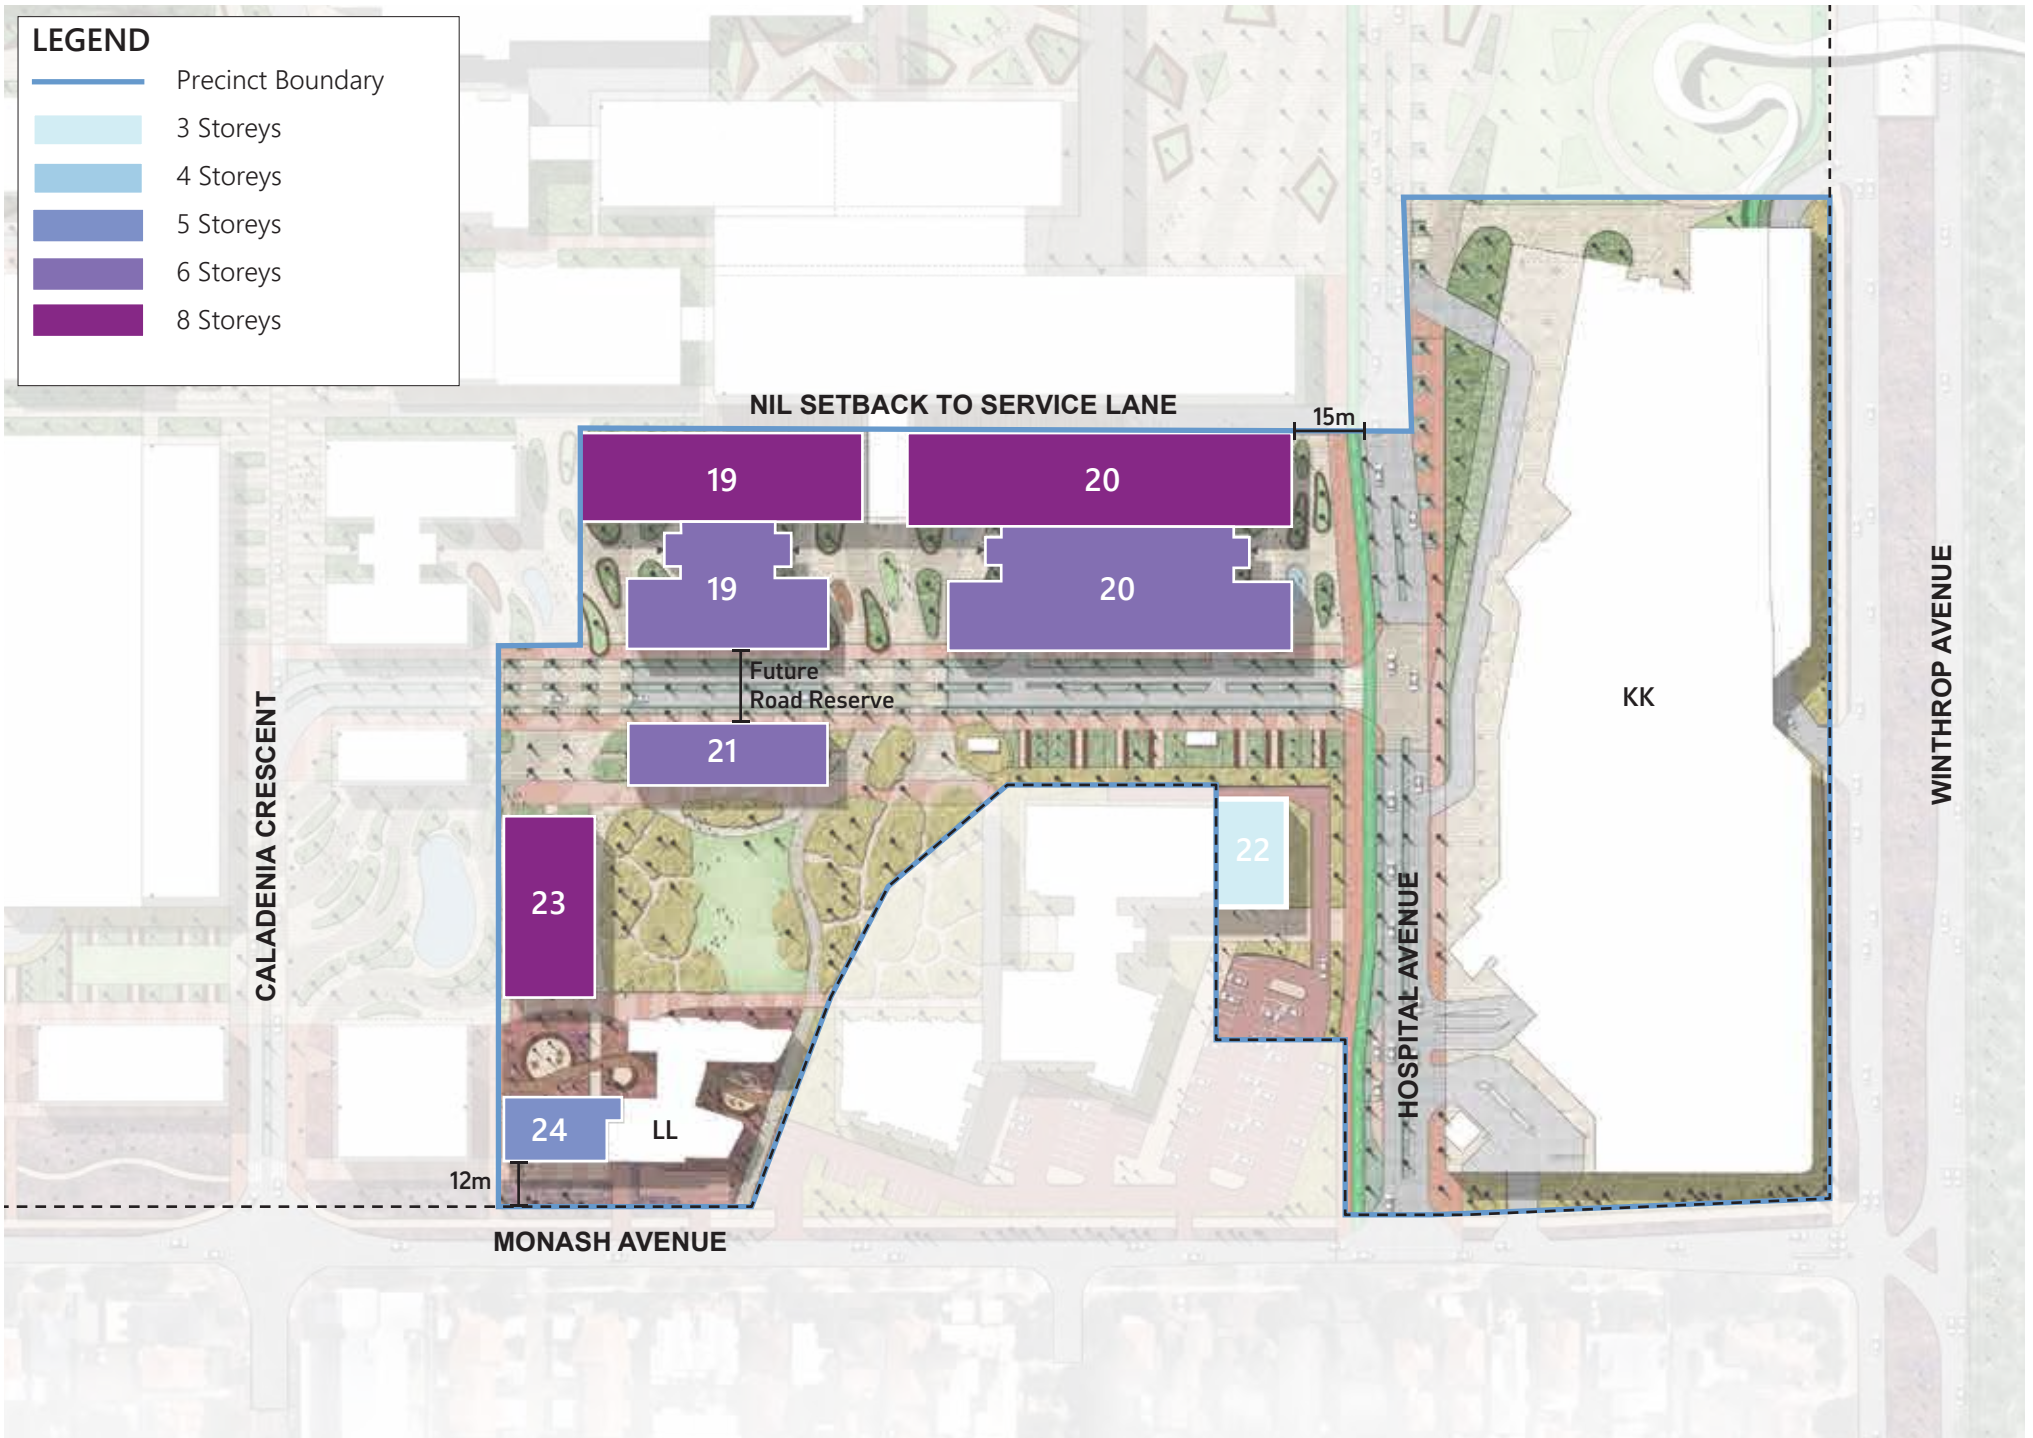 LEGEND
Precinct Boundary
3 Storeys
4 Storeys
5 Storeys
6 Storeys
8 Storeys
NIL SETBACK TO SERVICE LANE
15m
19
20
19
20
Future
Road Reserve
21
22
23
24
LL
KK
12m
CALADENIA CRESCENT
HOSPITAL AVENUE
WINTHROP AVENUE
MONASH AVENUE